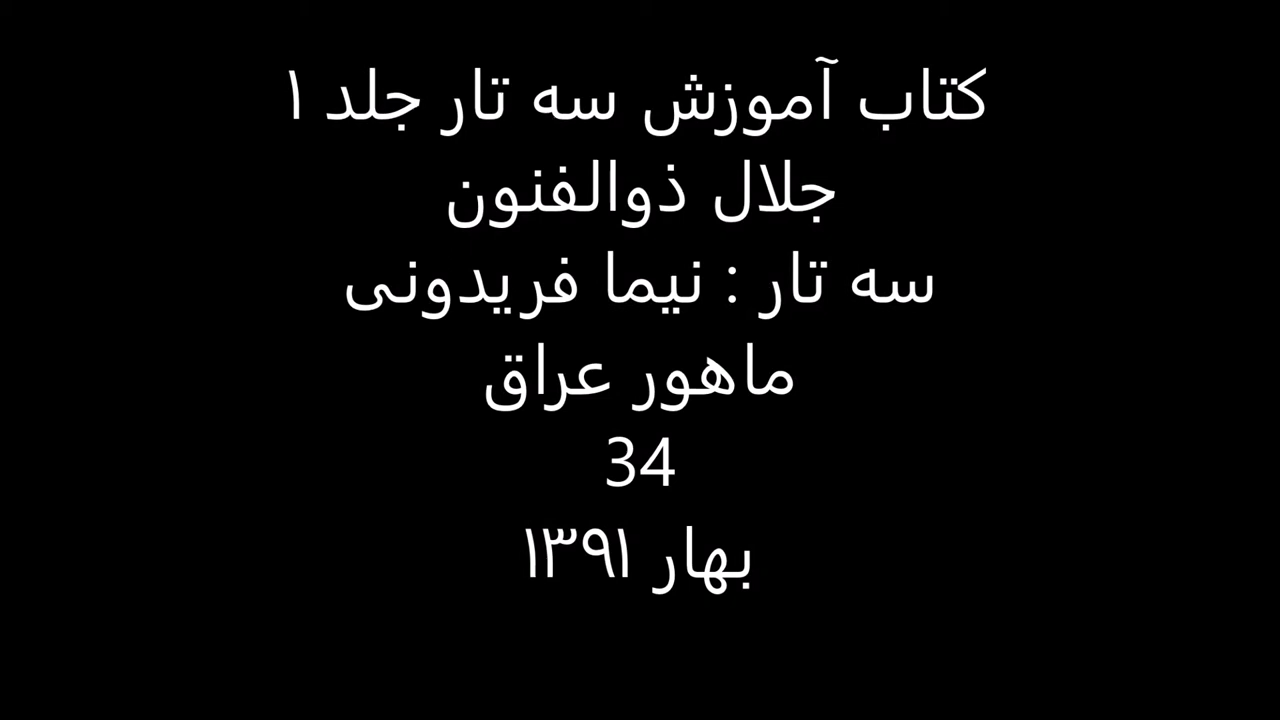 کتاب آموزش سه تار جلد ۱
جلال ذوالفنون
سه تار : نیما فریدونی
ماهور عراق
34
بهار ۱۳۹۱